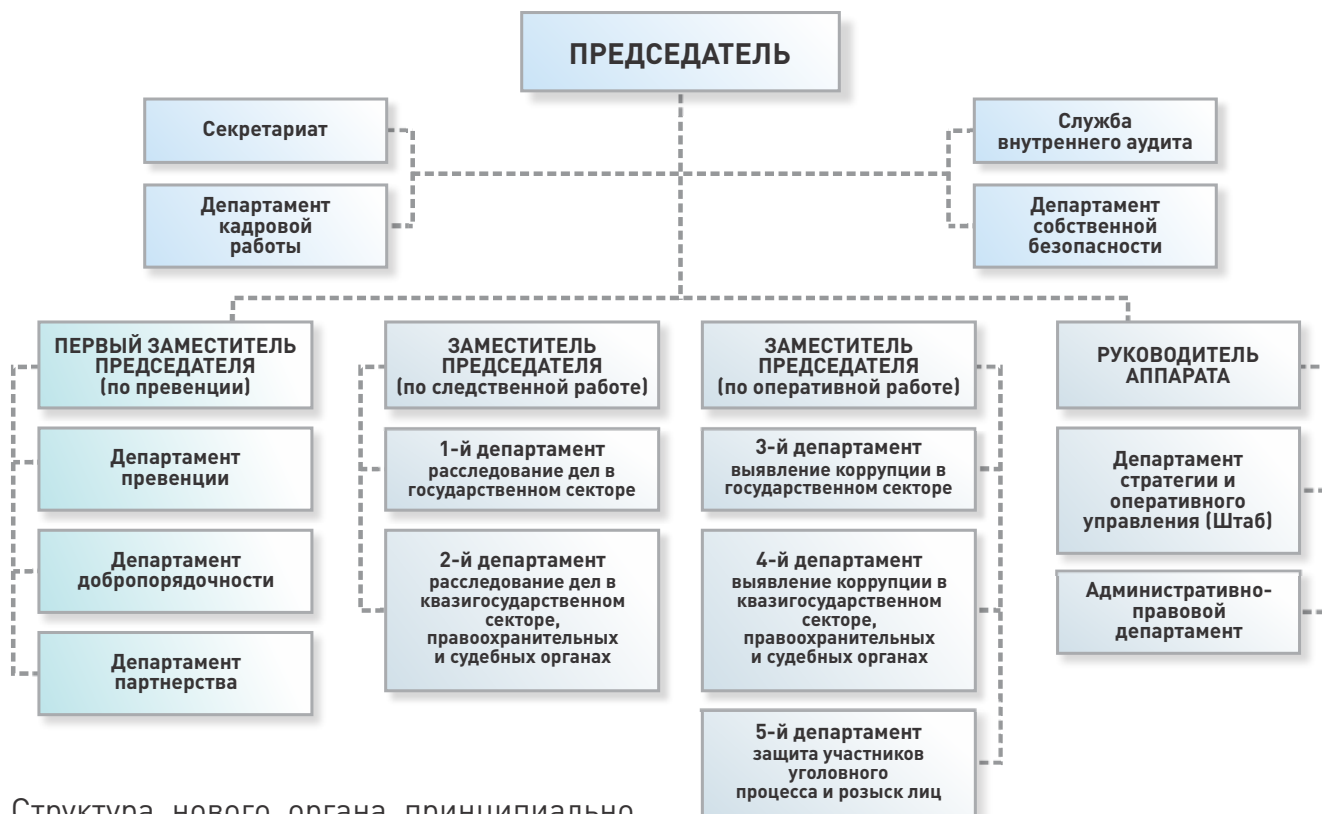 ПРЕДСЕДАТЕЛЬ
Секретариат
Служба
внутреннего аудита
Департамент
кадровой
работы
Департамент
собственной
безопасности
ПЕРВЫЙ ЗАМЕСТИТЕЛЬ
ПРЕДСЕДАТЕЛЯ
(по превенции)
Департамент
превенции
Департамент
добропорядочности
Департамент
партнерства
ЗАМЕСТИТЕЛЬ
ПРЕДСЕДАТЕЛЯ
(по следственной работе)
1-й департамент
расследование дел в
государственном секторе
2-й департамент
расследование дел в
квазигосударственном
секторе,
правоохранительных
и судебных органах
ЗАМЕСТИТЕЛЬ
ПРЕДСЕДАТЕЛЯ
(по оперативной работе)
3-й департамент
выявление коррупции в
государственном секторе
4-й департамент
выявление коррупции в
квазигосударственном
секторе,
правоохранительных
и судебных органах
5-й департамент
защита участников
уголовного
процесса и розыск лиц
РУКОВОДИТЕЛЬ
АППАРАТА
Департамент
стратегии и
оперативного
управления (Штаб)
Административно-
правовой
департамент
Структура нового органа принципиально